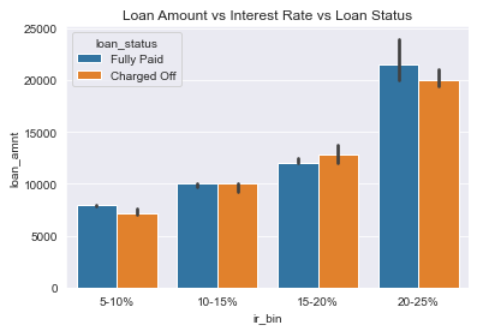 Loan Amount vs Interest Rate vs Loan Status
25000
20000
15000
10000
5000
0
loan_amnt
loan_status
Fully Paid
Charged Off
5-10%
10-15%
15-20%
20-25%
ir_bin